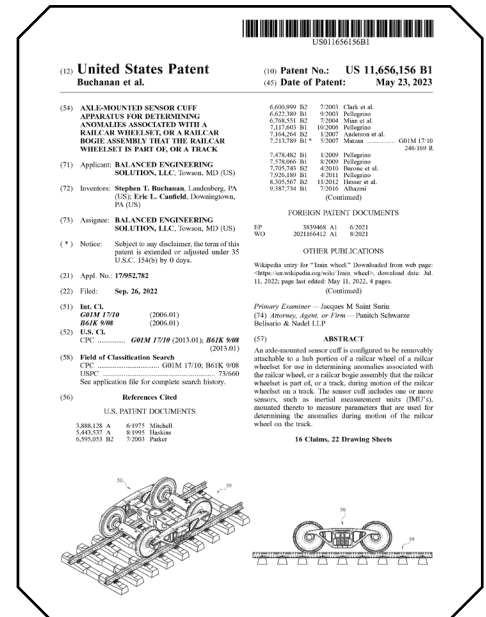 US011656156B1
(12) United States Patent
Buchanan et al.
(10) Patent No.: US 11,656,156 B1
(45) Date of Patent: May 23, 2023
(54) AXLE-MOUNTED SENSOR CUFF
APPARATUS FOR DETERMINING
ANOMALIES ASSOCIATED WITH A
RAILCAR WHEELSET, OR A RAILCAR
BOGIE ASSEMBLY THAT THE RAILCAR
WHEELSET IS PART OF, OR A TRACK
(71) Applicant: BALANCED ENGINEERING
SOLUTION, LLC, Towson, MD (US)
(72) Inventors: Stephen T. Buchanan, Landenberg, PA
(US); Eric L. Canfield, Downingtown,
PA (US)
(73) Assignee: BALANCED ENGINEERING
SOLUTION, LLC, Towson, MD (US)
( * ) Notice: Subject to any disclaimer, the term of this
patent is extended or adjusted under 35
U.S.C. 154(b) by 0 days.
(21) Appl. No.: 17/952,782
(22) Filed: Sep. 26, 2022
(51) Int. Cl.
G01M 17/10 (2006.01)
B61K 9/08 (2006.01)
(52) U.S. Cl.
CPC .............. G01M 17/10 (2013.01); B61K 9/08
(2013.01)
(58) Field of Classification Search
CPC ........................... G01M 17/10; B61K 9/08
USPC ................................................. 73/660
See application file for complete search history.
(56) References Cited
U.S. PATENT DOCUMENTS
3,888,128 A 6/1975 Mitchell
5,443,537 A 8/1995 Haskins
6,595,053 B2 7/2003 Parker
6,600,999 B2 7/2003 Clark et al.
6,622,389 B1 9/2003 Pellegrino
6,768,551 B2 7/2004 Mian et al.
7,117,603 B1 10/2006 Pellegrino
7,164,264 B2 1/2007 Anderson et al.
7,213,789 B1 * 5/2007 Matzan .............. G01M 17/10
246/169 R
7,478,482 B1 1/2009 Pellegrino
7,578,066 B1 8/2009 Pellegrino
7,705,743 B2 4/2010 Barone et al.
7,926,189 B1 4/2011 Pellegrino
8,305,567 B2 11/2012 Hesser et al.
9,387,734 B1 7/2016 Alhazmi
(Continued)
FOREIGN PATENT DOCUMENTS
EP 3839468 A1 6/2021
WO 2021166412 A1 8/2021
OTHER PUBLICATIONS
Wikipedia entry for "Train wheel." Downloaded from web page:
<https://en.wikipedia.org/wiki/Train_wheel>, download date: Jul.
11, 2022; page last edited: May 11, 2022, 4 pages.
(Continued)
Primary Examiner — Jacques M Saint Surin
(74) Attorney, Agent, or Firm — Panitch Schwarze
Belisario & Nadel LLP
(57) ABSTRACT
An axle-mounted sensor cuff is configured to be removably
attachable to a hub portion of a railcar wheel of a railcar
wheelset for use in determining anomalies associated with
the railcar wheelset, or a railcar bogie assembly that the railcar
wheelset is part of, or a track, during motion of the railcar
wheelset on a track. The sensor cuff includes one or more
sensors, such as inertial measurement units (IMU's),
mounted thereto to measure parameters that are used for
determining the anomalies during motion of the railcar
wheel on the track.
16 Claims, 22 Drawing Sheets
50
59
50
59